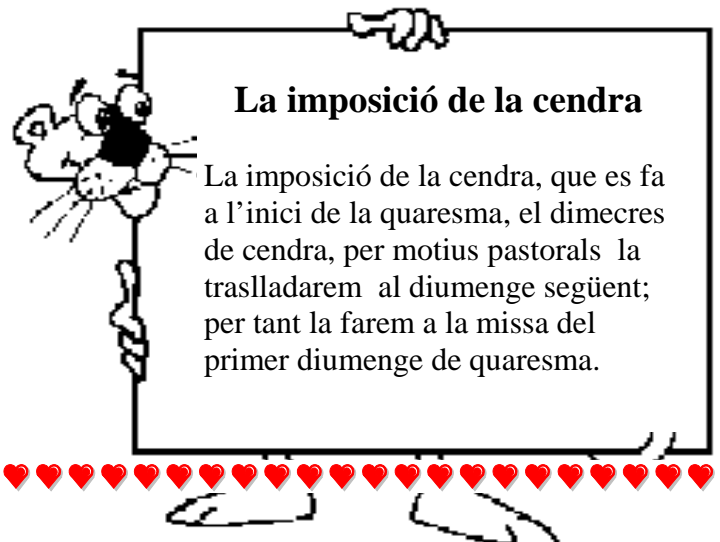 La imposició de la cendra
La imposició de la cendra, que es fa
a l’inici de la quaresma, el dimecres
de cendra, per motius pastorals  la
traslladarem  al diumenge següent;
per tant la farem a la missa del
primer diumenge de quaresma.